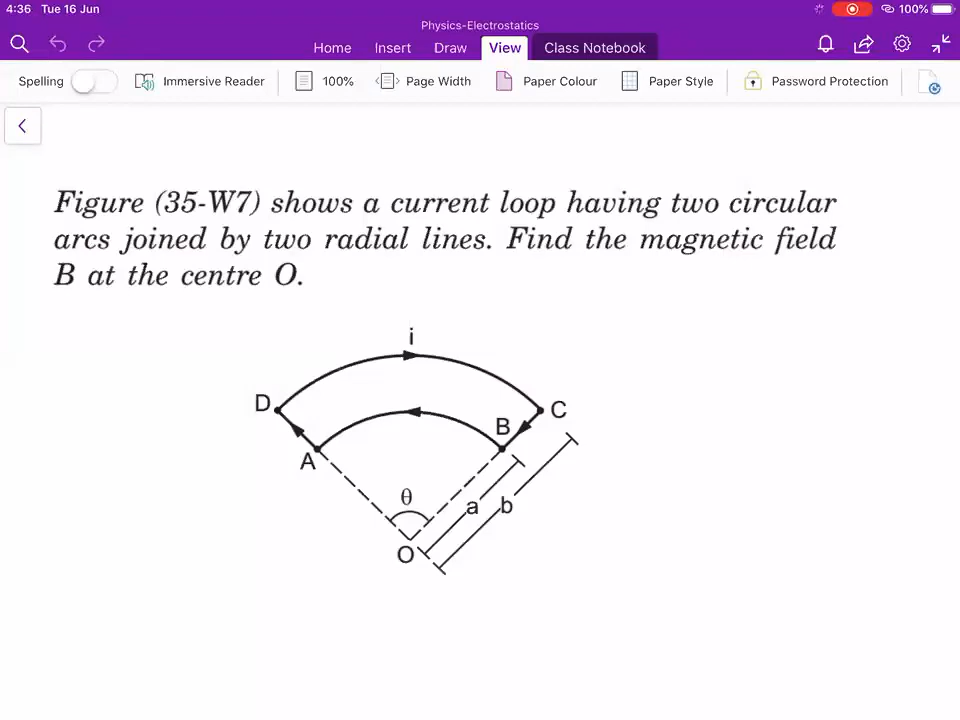 4:36 Tue 16 Jun
100%
Physics-Electrostatics
Home Insert Draw View Class Notebook
Spelling Immersive Reader 100% Page Width Paper Colour Paper Style Password Protection
Figure (35-W7) shows a current loop having two circular
arcs joined by two radial lines. Find the magnetic field
B at the centre O.
i
D
C
B
A
θ
a b
O